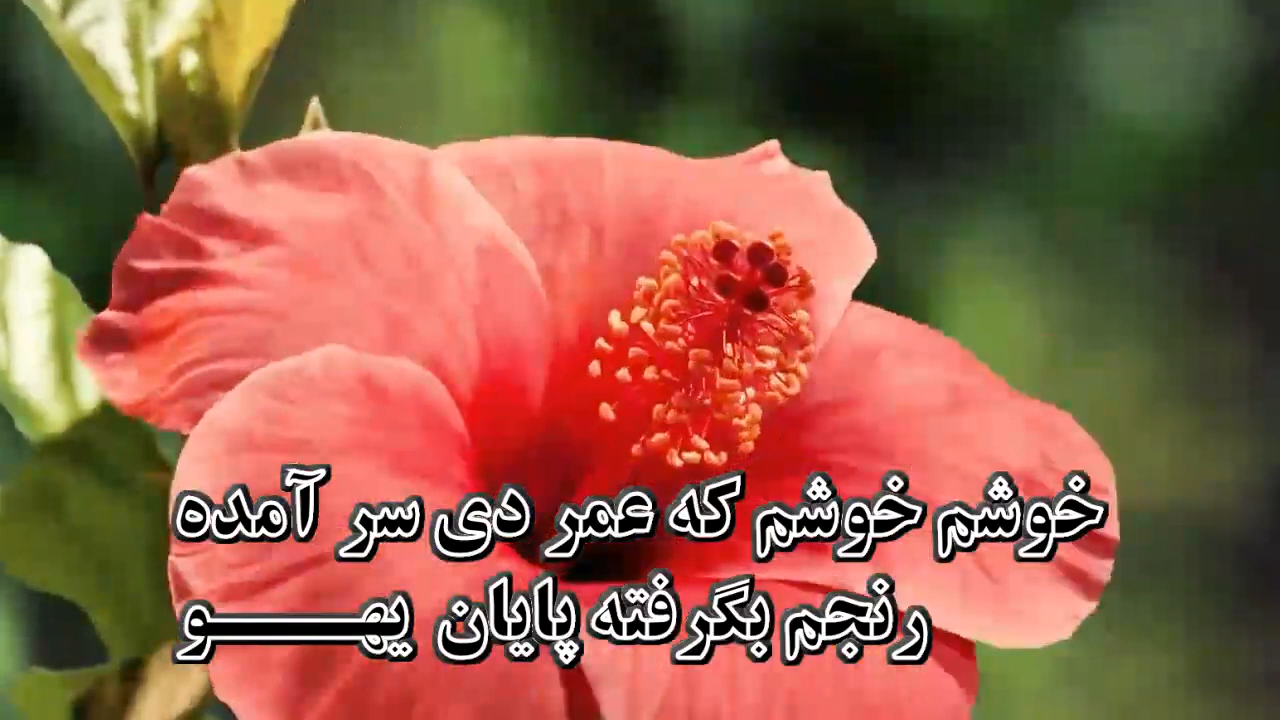 خوشم خوشم که عمر دی سر آمده
رنجم بگرفته پایان یهـــــو